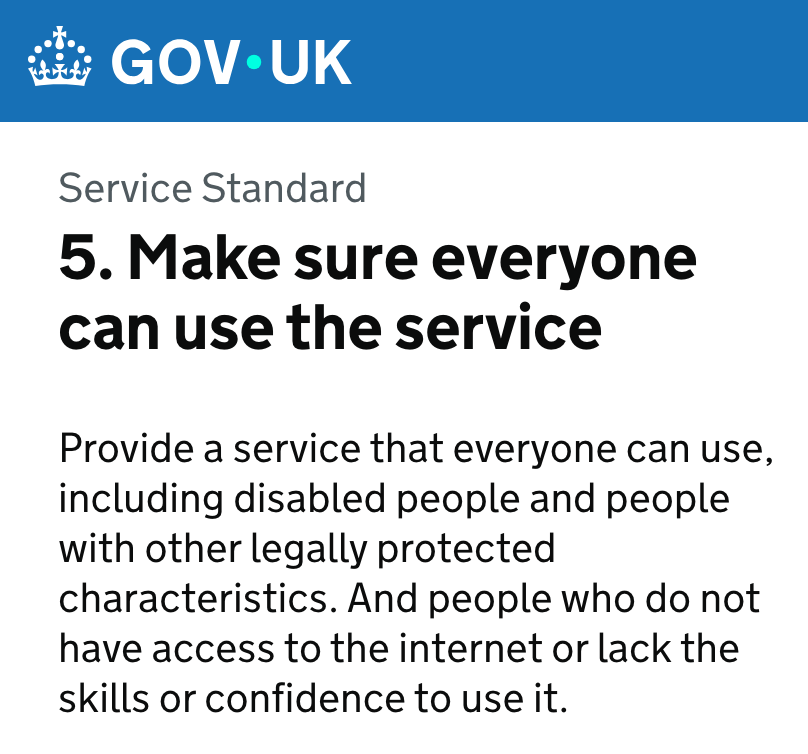 GOV·UK
Service Standard
5. Make sure everyone
can use the service
Provide a service that everyone can use,
including disabled people and people
with other legally protected
characteristics. And people who do not
have access to the internet or lack the
skills or confidence to use it.